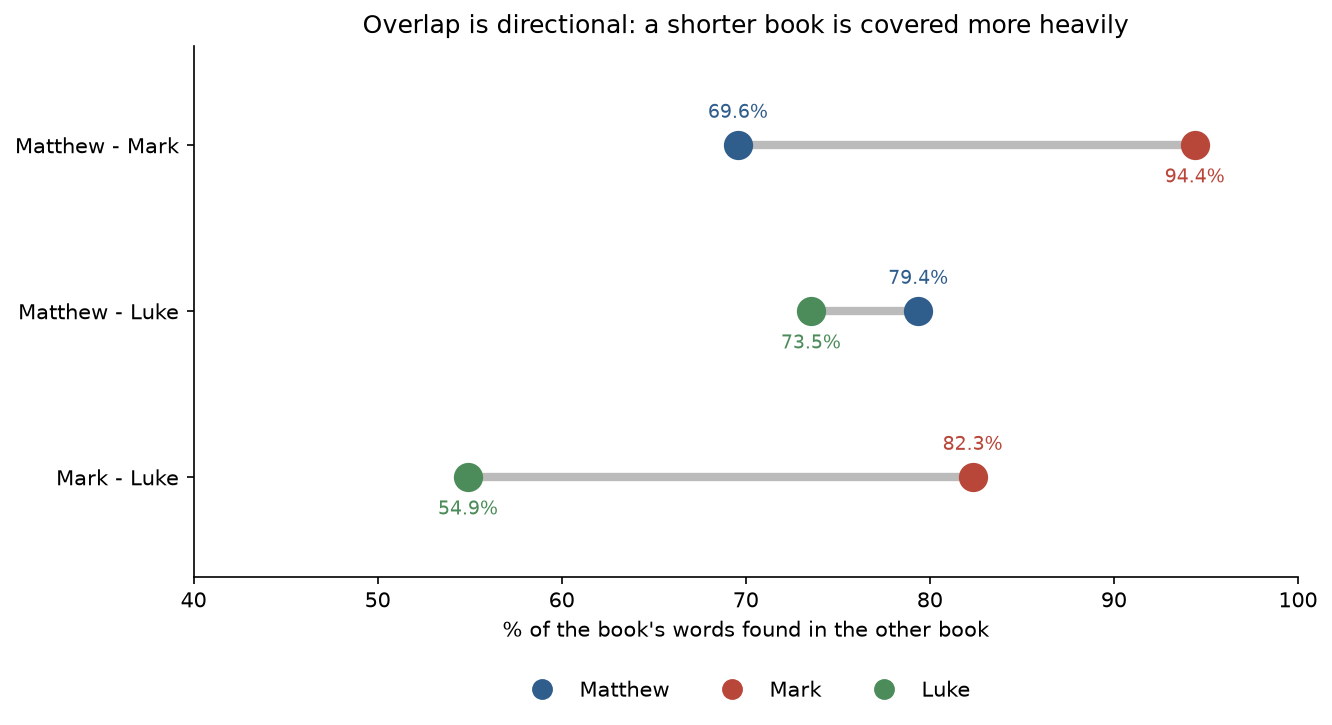 Overlap is directional: a shorter book is covered more heavily
69.6%
Matthew - Mark
94.4%
79.4%
Matthew - Luke
73.5%
82.3%
Mark - Luke
54.9%
40 50 60 70 80 90 100
% of the book's words found in the other book
Matthew Mark Luke